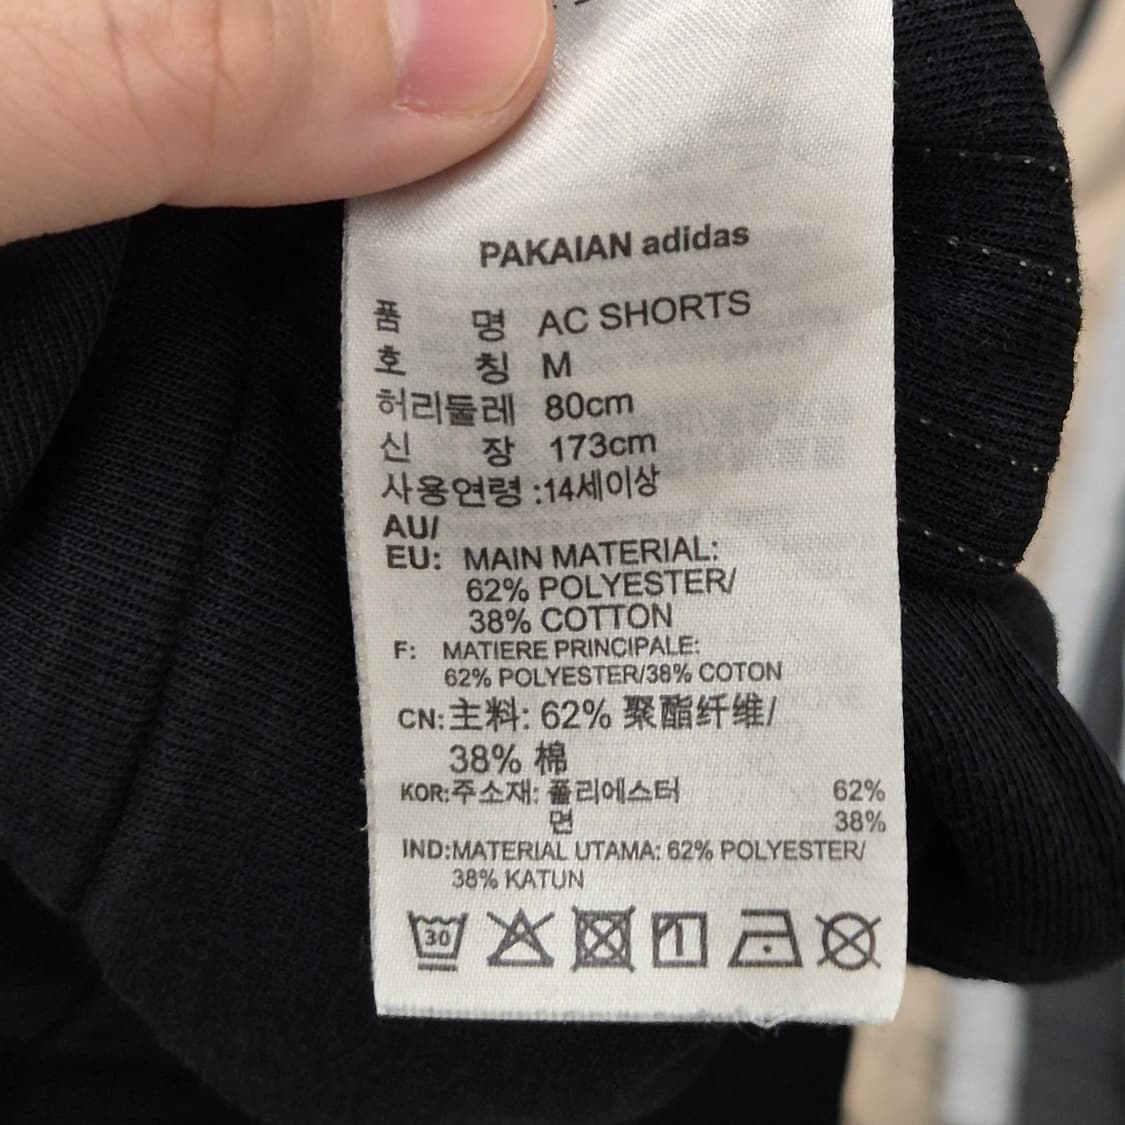 PAKAIAN adidas
품 명 AC SHORTS
호 칭 M
허리둘레 80cm
신 장 173cm
사용연령 :14세이상
AU/
EU: MAIN MATERIAL:
62% POLYESTER/
38% COTTON
F: MATIERE PRINCIPALE:
62% POLYESTER/38% COTON
CN:主料: 62% 聚酯纤维/
38% 棉
KOR:주소재: 폴리에스터 62%
면 38%
IND:MATERIAL UTAMA: 62% POLYESTER/
38% KATUN
30